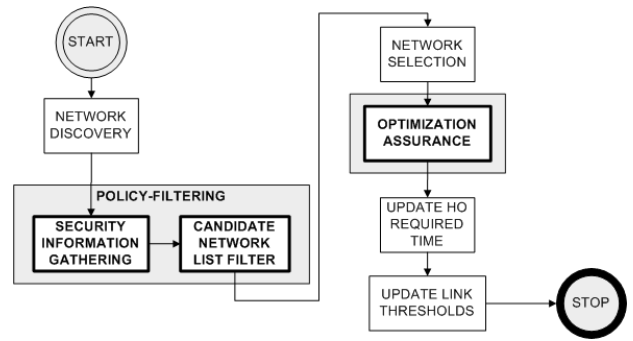 START
NETWORK
DISCOVERY
POLICY-FILTERING
SECURITY
INFORMATION
GATHERING
CANDIDATE
NETWORK
LIST FILTER
NETWORK
SELECTION
OPTIMIZATION
ASSURANCE
UPDATE HO
REQUIRED
TIME
UPDATE LINK
THRESHOLDS
STOP